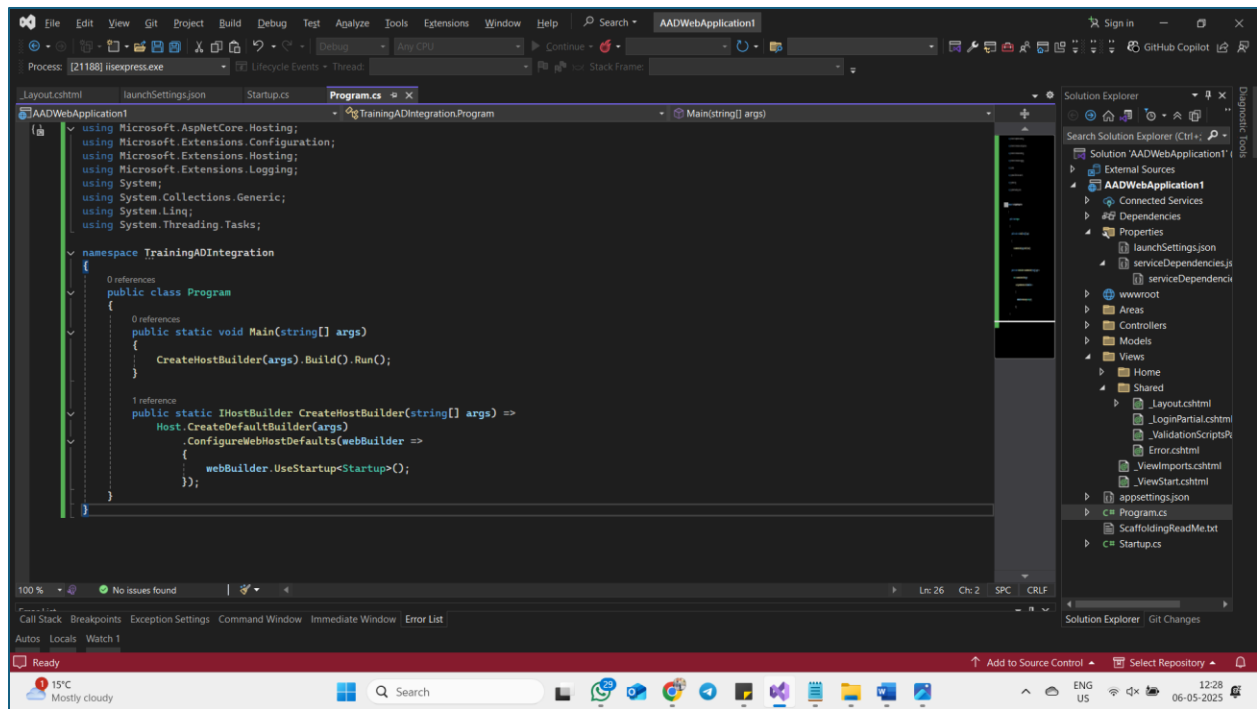 File Edit View Git Project Build Debug Test Analyze Tools Extensions Window Help Search AADWebApplication1 Sign in
Debug Any CPU Continue GitHub Copilot
Process: [21188] iisexpress.exe Lifecycle Events Thread: Stack Frame:
_Layout.cshtml launchSettings.json Startup.cs Program.cs
AADWebApplication1 TrainingADIntegration.Program Main(string[] args)
using Microsoft.AspNetCore.Hosting;
using Microsoft.Extensions.Configuration;
using Microsoft.Extensions.Hosting;
using Microsoft.Extensions.Logging;
using System;
using System.Collections.Generic;
using System.Linq;
using System.Threading.Tasks;
namespace TrainingADIntegration
{
0 references
public class Program
{
0 references
public static void Main(string[] args)
{
CreateHostBuilder(args).Build().Run();
}
1 reference
public static IHostBuilder CreateHostBuilder(string[] args) =>
Host.CreateDefaultBuilder(args)
.ConfigureWebHostDefaults(webBuilder =>
{
webBuilder.UseStartup<Startup>();
});
}
}
100 % No issues found Ln: 26 Ch: 2 SPC CRLF
Call Stack Breakpoints Exception Settings Command Window Immediate Window Error List
Autos Locals Watch 1
Solution Explorer
Search Solution Explorer (Ctrl+;
Solution 'AADWebApplication1' (
External Sources
AADWebApplication1
Connected Services
Dependencies
Properties
launchSettings.json
serviceDependencies.js
serviceDependencie
wwwroot
Areas
Controllers
Models
Views
Home
Shared
_Layout.cshtml
_LoginPartial.cshtml
_ValidationScriptsPa
Error.cshtml
_ViewImports.cshtml
_ViewStart.cshtml
appsettings.json
C# Program.cs
ScaffoldingReadMe.txt
C# Startup.cs
Solution Explorer Git Changes
Diagnostic Tools
Ready Add to Source Control Select Repository
1 15°C
Mostly cloudy
Search
29
ENG
US
12:28
06-05-2025